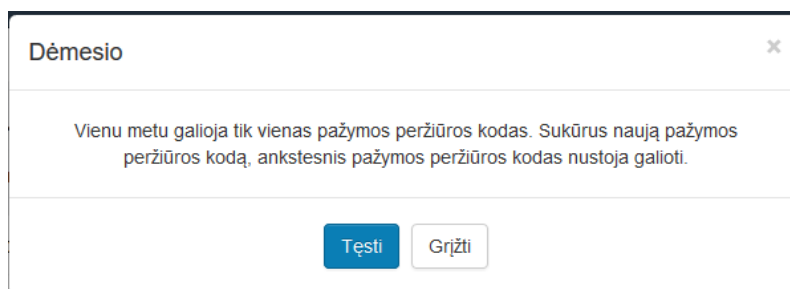 Dėmesio
×
Vienu metu galioja tik vienas pažymos peržiūros kodas. Sukūrus naują pažymos
peržiūros kodą, ankstesnis pažymos peržiūros kodas nustoja galioti.
Tęsti Grįžti